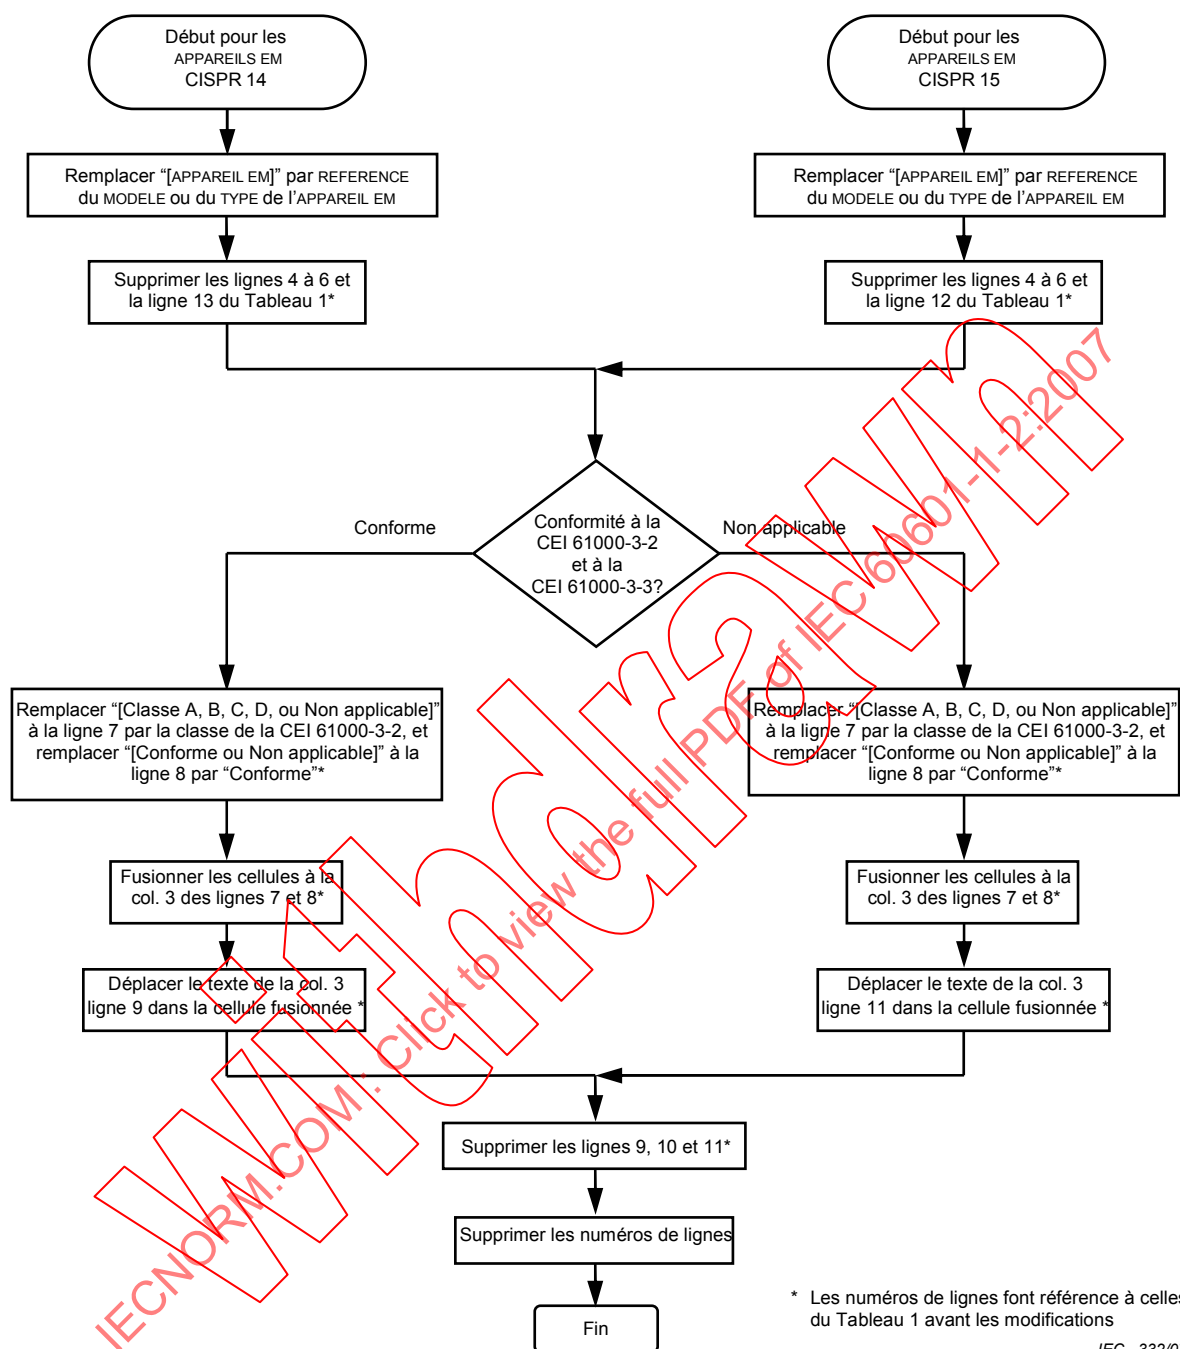 Début pour les
APPAREILS EM
CISPR 14
Début pour les
APPAREILS EM
CISPR 15
Remplacer “[APPAREIL EM]” par REFERENCE
du MODELE ou du TYPE de l’APPAREIL EM
Remplacer “[APPAREIL EM]” par REFERENCE
du MODELE ou du TYPE de l’APPAREIL EM
Supprimer les lignes 4 à 6 et
la ligne 13 du Tableau 1*
Supprimer les lignes 4 à 6 et
la ligne 12 du Tableau 1*
Conforme
Conformité à la
CEI 61000-3-2
et à la
CEI 61000-3-3?
Non applicable
Remplacer “[Classe A, B, C, D, ou Non applicable]”
à la ligne 7 par la classe de la CEI 61000-3-2, et
remplacer “[Conforme ou Non applicable]” à la
ligne 8 par “Conforme”*
Remplacer “[Classe A, B, C, D, ou Non applicable]”
à la ligne 7 par la classe de la CEI 61000-3-2, et
remplacer “[Conforme ou Non applicable]” à la
ligne 8 par “Conforme”*
Fusionner les cellules à la
col. 3 des lignes 7 et 8*
Fusionner les cellules à la
col. 3 des lignes 7 et 8*
Déplacer le texte de la col. 3
ligne 9 dans la cellule fusionnée *
Déplacer le texte de la col. 3
ligne 11 dans la cellule fusionnée *
Supprimer les lignes 9, 10 et 11*
Supprimer les numéros de lignes
Fin
* Les numéros de lignes font référence à celles
du Tableau 1 avant les modifications
IEC 332/0
Withdrawn
IECNORM.COM : Click to view the full PDF of IEC 60601-1-2:2007